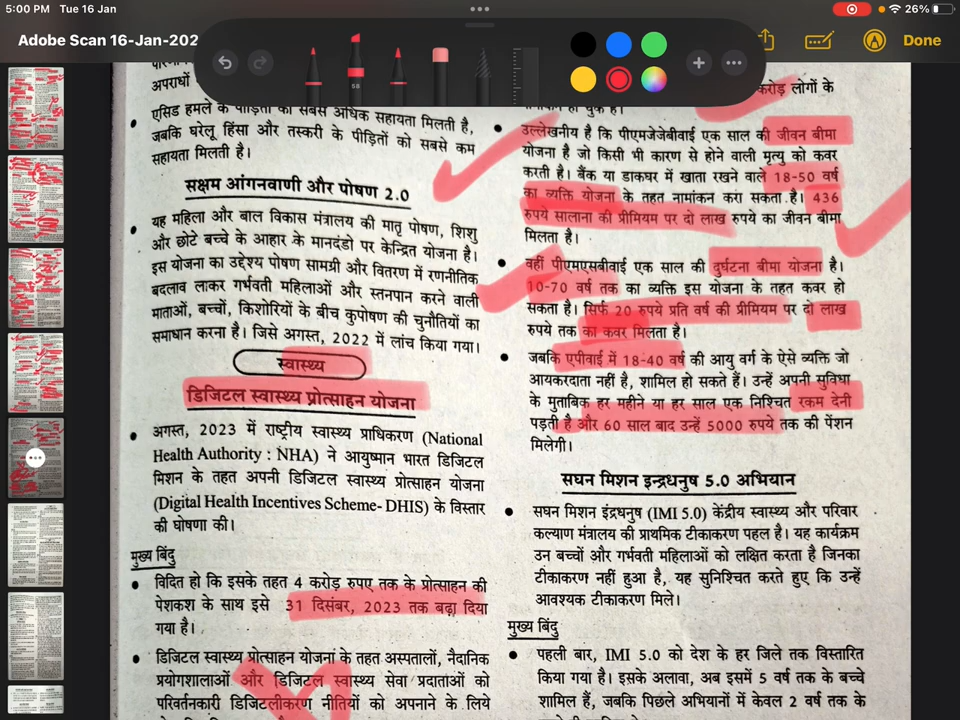 5:00 PM Tue 16 Jan
26%
Adobe Scan 16-Jan-202
58
Done
अपराधों
एसिड हमले के पीड़ितों को सबसे अधिक सहायता मिलती है,
जबकि घरेलू हिंसा और तस्करी के पीड़ितों को सबसे कम
सहायता मिलती है।
सक्षम आंगनवाणी और पोषण 2.0
यह महिला और बाल विकास मंत्रालय की मातृ पोषण, शिशु
और छोटे बच्चे के आहार के मानदंडो पर केन्द्रित योजना है।
इस योजना का उद्देश्य पोषण सामग्री और वितरण में रणनीतिक
बदलाव लाकर गर्भवती महिलाओं और स्तनपान करने वाली
माताओं, बच्चों, किशोरियों के बीच कुपोषण की चुनौतियों का
समाधान करना है। जिसे अगस्त, 2022 में लांच किया गया।
स्वास्थ्य
डिजिटल स्वास्थ्य प्रोत्साहन योजना
अगस्त, 2023 में राष्ट्रीय स्वास्थ्य प्राधिकरण (National
Health Authority : NHA) ने आयुष्मान भारत डिजिटल
मिशन के तहत अपनी डिजिटल स्वास्थ्य प्रोत्साहन योजना
(Digital Health Incentives Scheme- DHIS) के विस्तार
की घोषणा की।
मुख्य बिंदु
विदित हो कि इसके तहत 4 करोड़ रुपए तक के प्रोत्साहन की
पेशकश के साथ इसे 31 दिसंबर, 2023 तक बढ़ा दिया
गया है।
डिजिटल स्वास्थ्य प्रोत्साहन योजना के तहत अस्पतालों, नैदानिक
प्रयोगशालाओं और डिजिटल स्वास्थ्य सेवा प्रदाताओं को
परिवर्तनकारी डिजिटलीकरण नीतियों को अपनाने के लिये
करोड़ लोगों के
हो चुके हैं।
उल्लेखनीय है कि पीएमजेजेबीवाई एक साल की जीवन बीमा
योजना है जो किसी भी कारण से होने वाली मृत्यु को कवर
करती है। बैंक या डाकघर में खाता रखने वाले 18-50 वर्ष
का व्यक्ति योजना के तहत नामांकन करा सकता है। 436
रुपये सालाना की प्रीमियम पर दो लाख रुपये का जीवन बीमा
मिलता है।
वहीं पीएमएसबीवाई एक साल की दुर्घटना बीमा योजना है।
10-70 वर्ष तक का व्यक्ति इस योजना के तहत कवर हो
सकता है। सिर्फ 20 रुपये प्रति वर्ष की प्रीमियम पर दो लाख
रुपये तक का कवर मिलता है।
जबकि एपीवाई में 18-40 वर्ष की आयु वर्ग के ऐसे व्यक्ति जो
आयकरदाता नहीं है, शामिल हो सकते हैं। उन्हें अपनी सुविधा
के मुताबिक हर महीने या हर साल एक निश्चित रकम देनी
पड़ती है और 60 साल बाद उन्हें 5000 रुपये तक की पेंशन
मिलेगी।
सघन मिशन इन्द्रधनुष 5.0 अभियान
सघन मिशन इंद्रधनुष (IMI 5.0) केंद्रीय स्वास्थ्य और परिवार
कल्याण मंत्रालय की प्राथमिक टीकाकरण पहल है। यह कार्यक्रम
उन बच्चों और गर्भवती महिलाओं को लक्षित करता है जिनका
टीकाकरण नहीं हुआ है, यह सुनिश्चित करते हुए कि उन्हें
आवश्यक टीकाकरण मिले।
मुख्य बिंदु
पहली बार, IMI 5.0 को देश के हर जिले तक विस्तारित
किया गया है। इसके अलावा, अब इसमें 5 वर्ष तक के बच्चे
शामिल हैं, जबकि पिछले अभियानों में केवल 2 वर्ष तक के